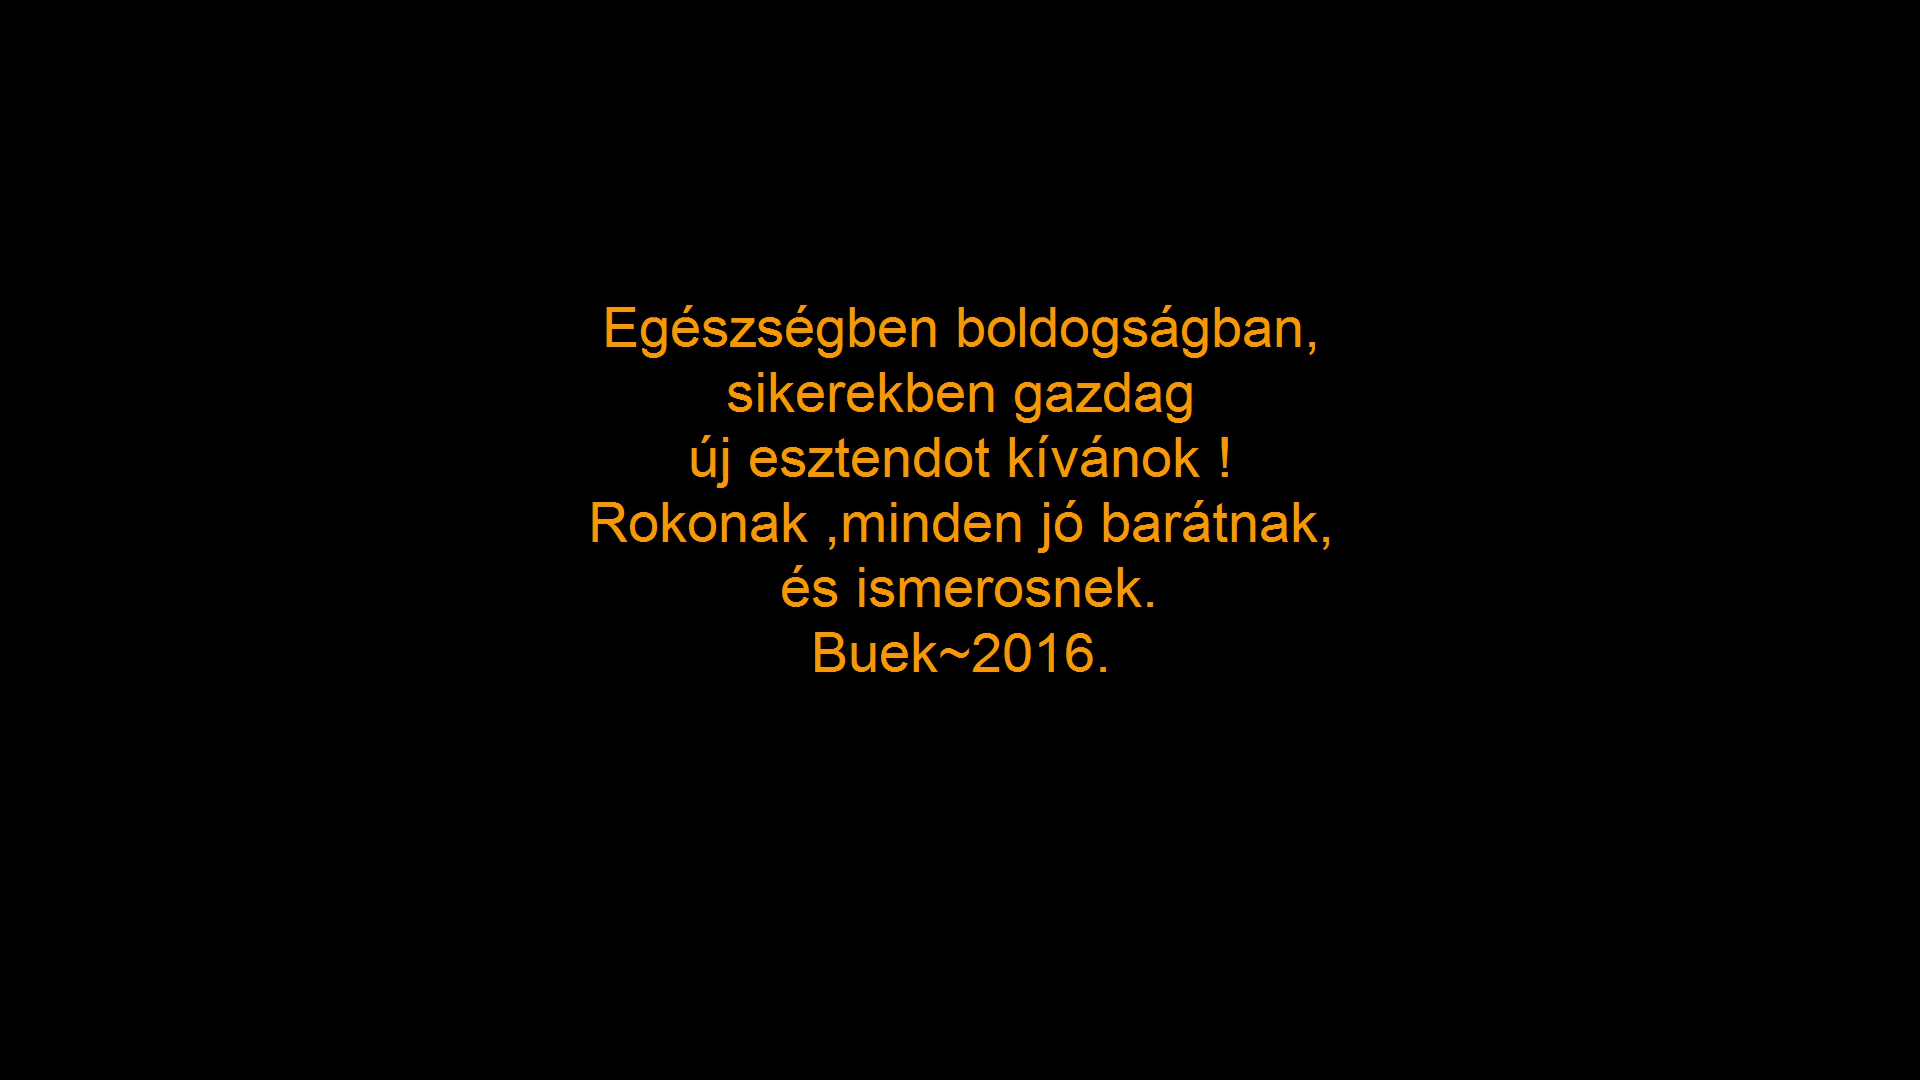 Egészségben boldogságban,
sikerekben gazdag
új esztendot kívánok !
Rokonak ,minden jó barátnak,
és ismerosnek.
Buek~2016.